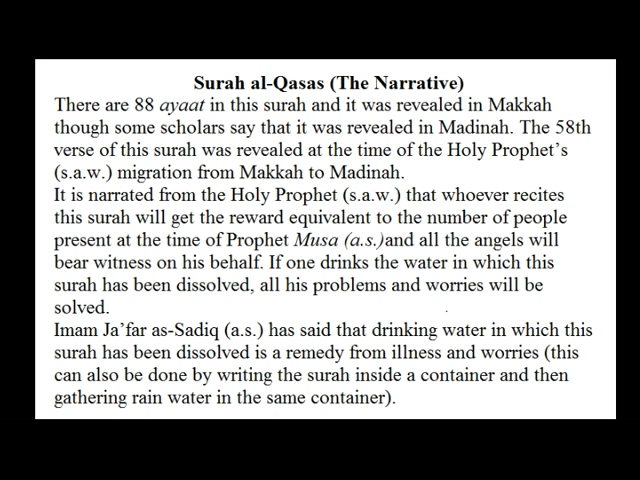 Surah al-Qasas (The Narrative)
There are 88 ayaat in this surah and it was revealed in Makkah
though some scholars say that it was revealed in Madinah. The 58th
verse of this surah was revealed at the time of the Holy Prophet’s
(s.a.w.) migration from Makkah to Madinah.
It is narrated from the Holy Prophet (s.a.w.) that whoever recites
this surah will get the reward equivalent to the number of people
present at the time of Prophet Musa (a.s.)and all the angels will
bear witness on his behalf. If one drinks the water in which this
surah has been dissolved, all his problems and worries will be
solved.
Imam Ja’far as-Sadiq (a.s.) has said that drinking water in which this
surah has been dissolved is a remedy from illness and worries (this
can also be done by writing the surah inside a container and then
gathering rain water in the same container).